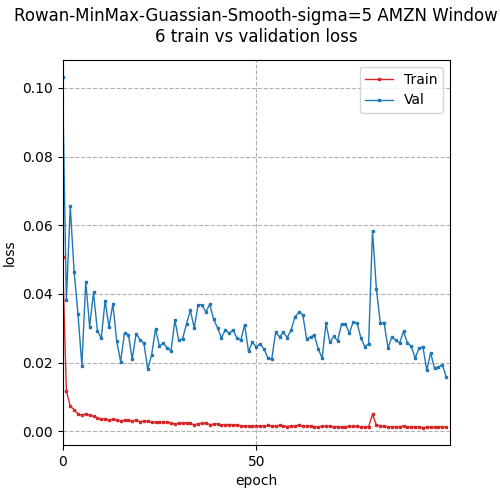 Rowan-MinMax-Guassian-Smooth-sigma=5 AMZN Window
6 train vs validation loss
Train
Val
0.10
0.08
0.06
0.04
0.02
0.00
loss
0
50
epoch